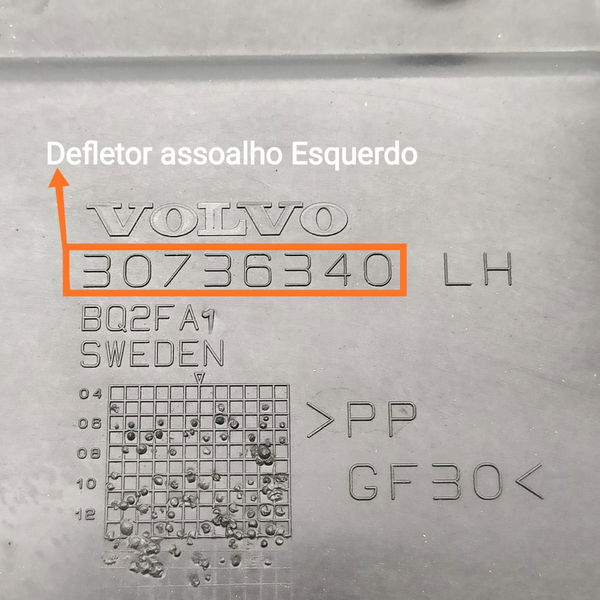 Defletor assoalho Esquerdo
VOLVO
30736340 LH
BQ2FA1
SWEDEN
04
06
08
10
12
>PP
GF30<